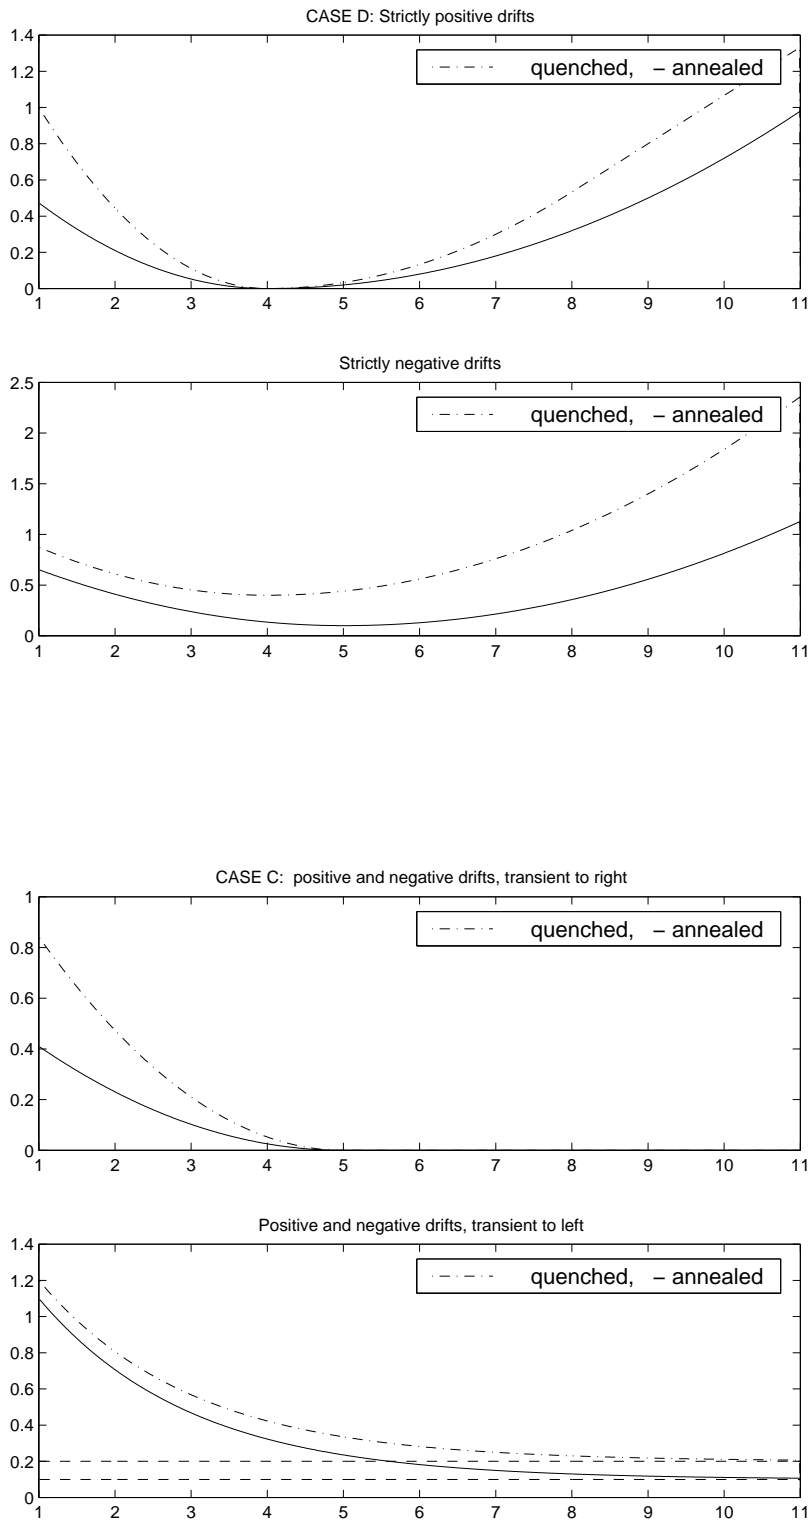 CASE D: Strictly positive drifts
1.4
1.2
1
0.8
0.6
0.4
0.2
0
quenched, – annealed
1 2 3 4 5 6 7 8 9 10 11
Strictly negative drifts
2.5
2
1.5
1
0.5
0
quenched, – annealed
1 2 3 4 5 6 7 8 9 10 11
CASE C: positive and negative drifts, transient to right
1
0.8
0.6
0.4
0.2
0
quenched, – annealed
1 2 3 4 5 6 7 8 9 10 11
Positive and negative drifts, transient to left
1.4
1.2
1
0.8
0.6
0.4
0.2
0
quenched, – annealed
1 2 3 4 5 6 7 8 9 10 11